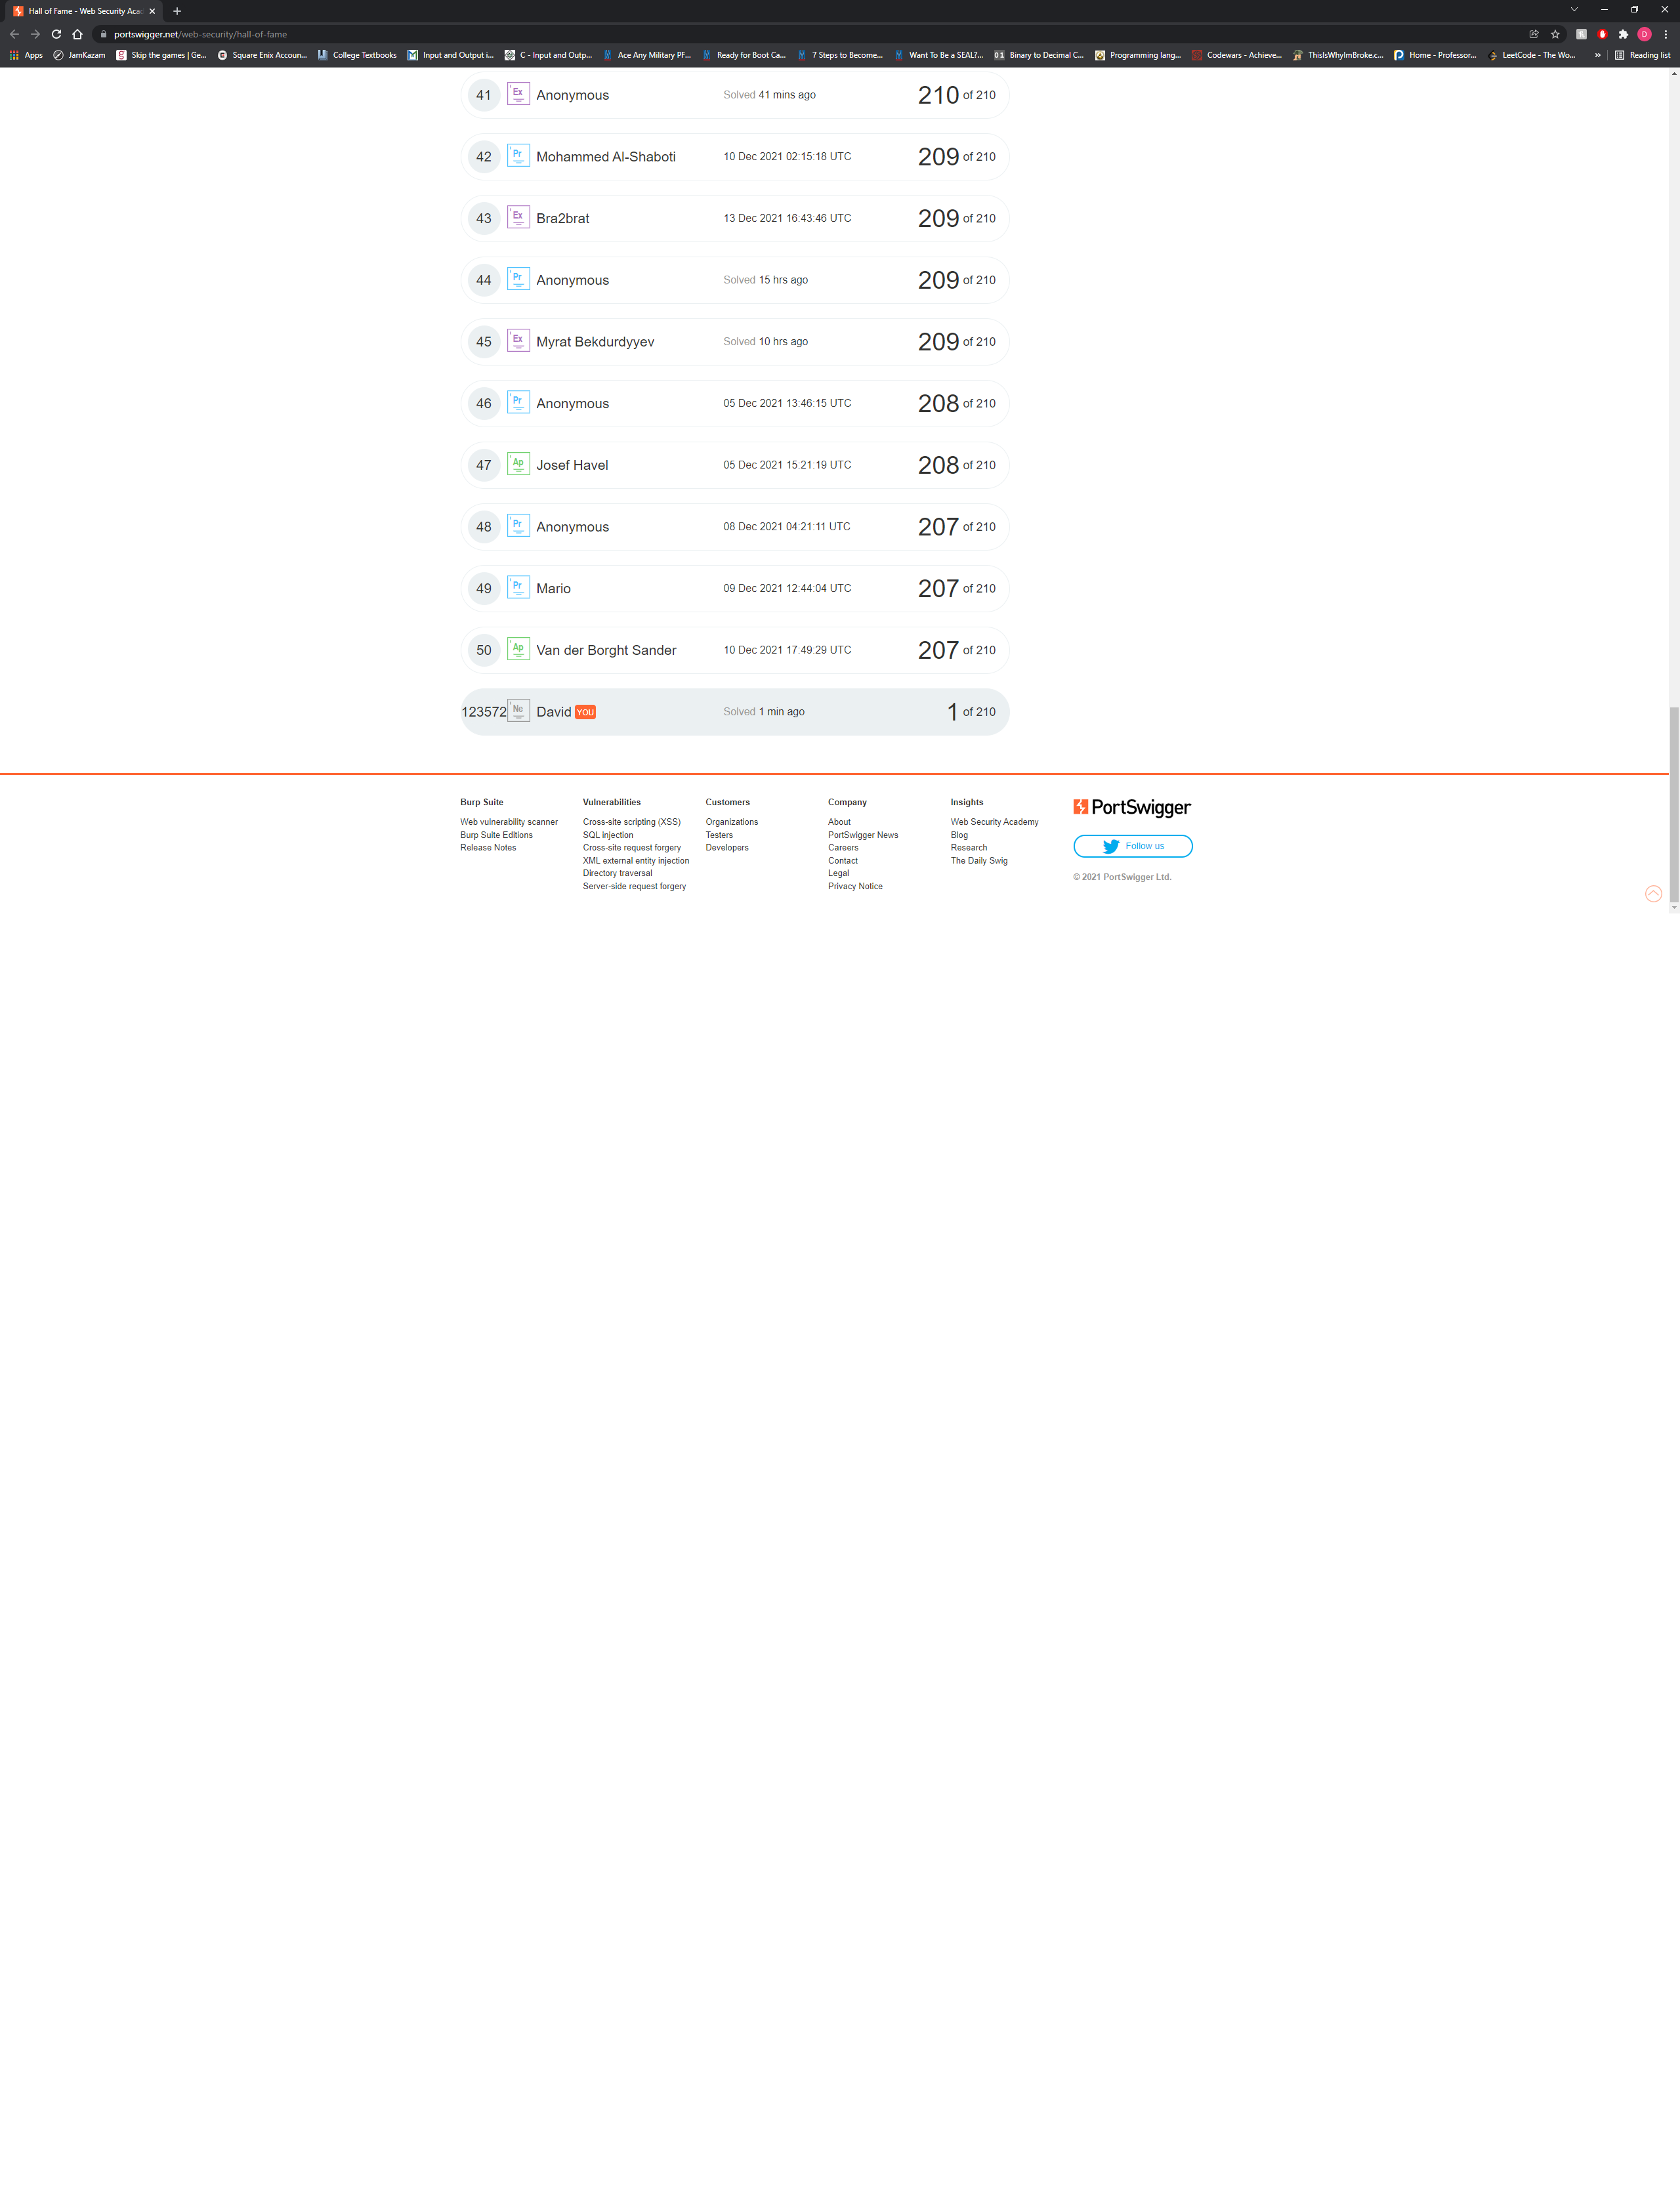 Hall of Fame - Web Security Aca
portswigger.net/web-security/hall-of-fame
Apps JamKazam Skip the games | Ge... Square Enix Accoun... College Textbooks Input and Output i... C - Input and Outp... Ace Any Military PF... Ready for Boot Ca... 7 Steps to Become... Want To Be a SEAL?... Binary to Decimal C... Programming lang... Codewars - Achieve... ThisIsWhyImBroke.c... Home - Professor... LeetCode - The Wo... » Reading list
41 Ex Anonymous Solved 41 mins ago 210 of 210
42 Pr Mohammed Al-Shaboti 10 Dec 2021 02:15:18 UTC 209 of 210
43 Ex Bra2brat 13 Dec 2021 16:43:46 UTC 209 of 210
44 Pr Anonymous Solved 15 hrs ago 209 of 210
45 Ex Myrat Bekdurdyyev Solved 10 hrs ago 209 of 210
46 Pr Anonymous 05 Dec 2021 13:46:15 UTC 208 of 210
47 Ap Josef Havel 05 Dec 2021 15:21:19 UTC 208 of 210
48 Pr Anonymous 08 Dec 2021 04:21:11 UTC 207 of 210
49 Pr Mario 09 Dec 2021 12:44:04 UTC 207 of 210
50 Ap Van der Borght Sander 10 Dec 2021 17:49:29 UTC 207 of 210
123572 Ne David YOU Solved 1 min ago 1 of 210
Burp Suite
Web vulnerability scanner
Burp Suite Editions
Release Notes
Vulnerabilities
Cross-site scripting (XSS)
SQL injection
Cross-site request forgery
XML external entity injection
Directory traversal
Server-side request forgery
Customers
Organizations
Testers
Developers
Company
About
PortSwigger News
Careers
Contact
Legal
Privacy Notice
Insights
Web Security Academy
Blog
Research
The Daily Swig
PortSwigger
Follow us
© 2021 PortSwigger Ltd.